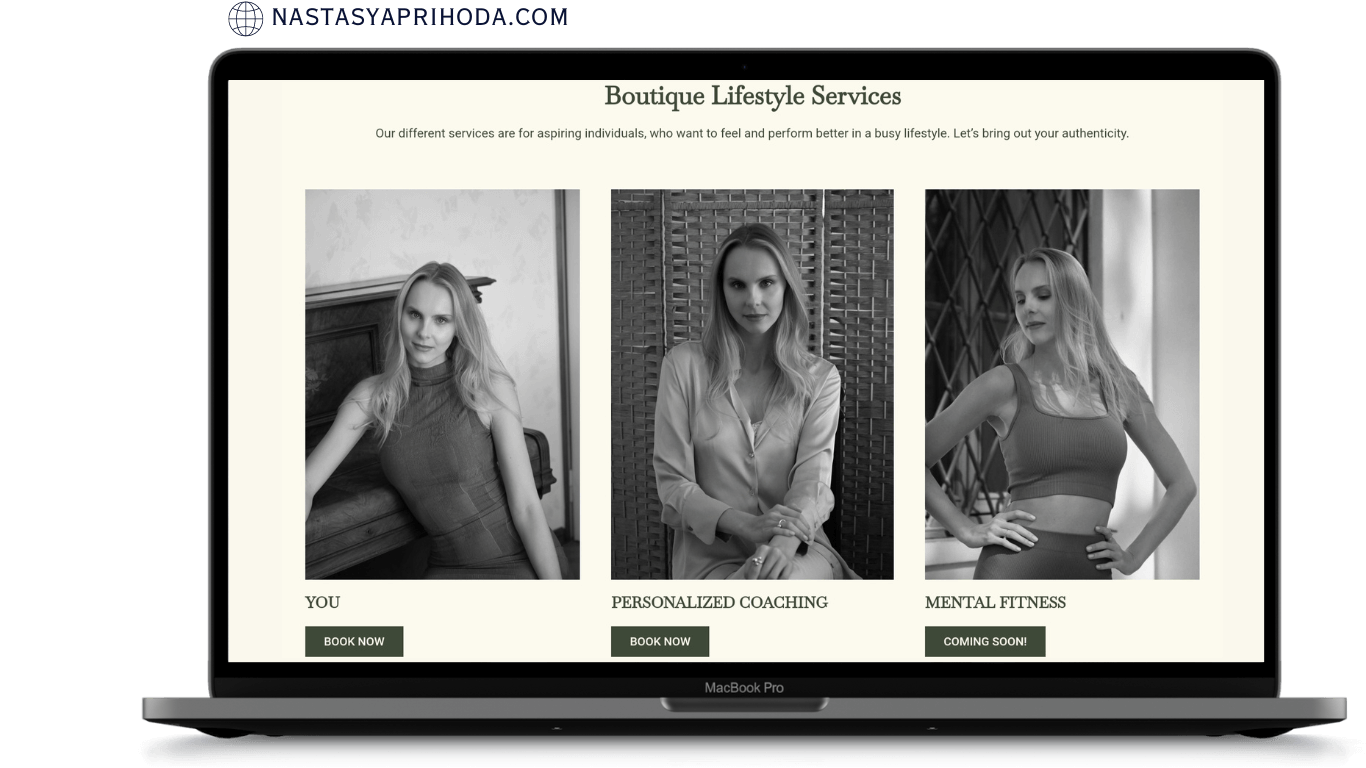 NASTASYAPRIHODA.COM
Boutique Lifestyle Services
Our different services are for aspiring individuals, who want to feel and perform better in a busy lifestyle. Let’s bring out your authenticity.
YOU
PERSONALIZED COACHING
MENTAL FITNESS
BOOK NOW
BOOK NOW
COMING SOON!
MacBook Pro